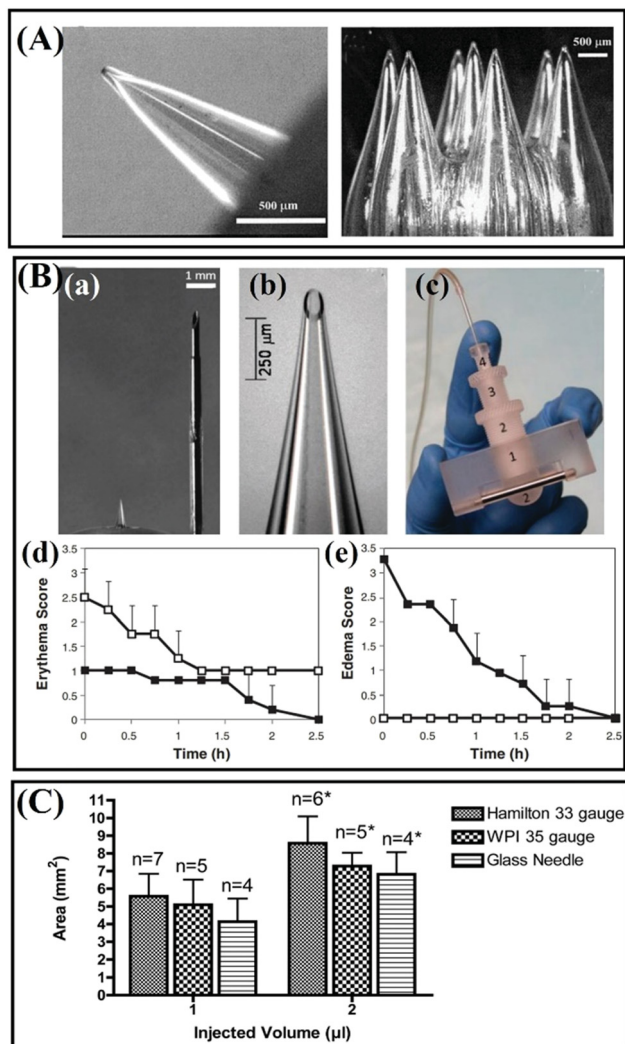 (A)
500 μm
500 μm
(B)
(a)
1 mm
(b)
250 μm
(c)
4
3
2
1
2
(d)
Erythema Score
3.5
3
2.5
2
1.5
1
0.5
0
0 0.5 1 1.5 2 2.5
Time (h)
(e)
Edema Score
3.5
3
2.5
2
1.5
1
0.5
0
0 0.5 1 1.5 2 2.5
Time (h)
(C)
Area (mm²)
11
10
9
8
7
6
5
4
3
2
1
0
n=7
n=5
n=4
n=6*
n=5*
n=4*
1 2
Injected Volume (μl)
Hamilton 33 gauge
WPI 35 gauge
Glass Needle